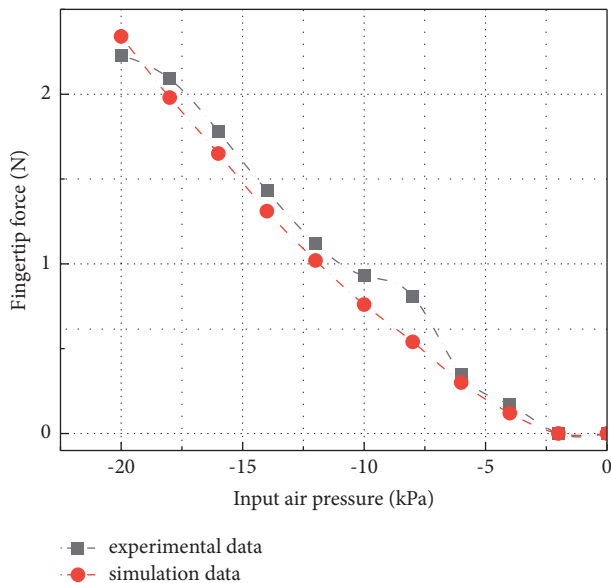 Fingertip force (N)
2
1
0
-20 -15 -10 -5 0
Input air pressure (kPa)
experimental data
simulation data